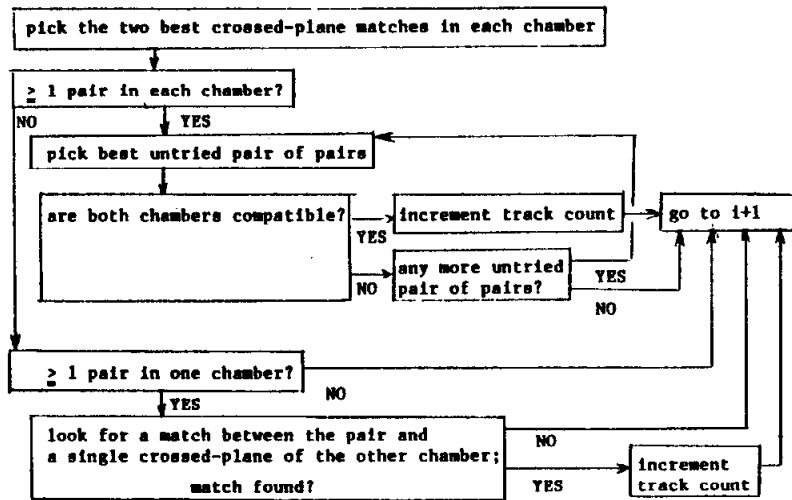 pick the two best crossed-plane matches in each chamber
≥ 1 pair in each chamber?
NO
YES
pick best untried pair of pairs
are both chambers compatible?
YES
increment track count
go to i+1
NO
any more untried
pair of pairs?
YES
NO
≥ 1 pair in one chamber?
NO
YES
look for a match between the pair and
a single crossed-plane of the other chamber;
match found?
NO
YES
increment
track count